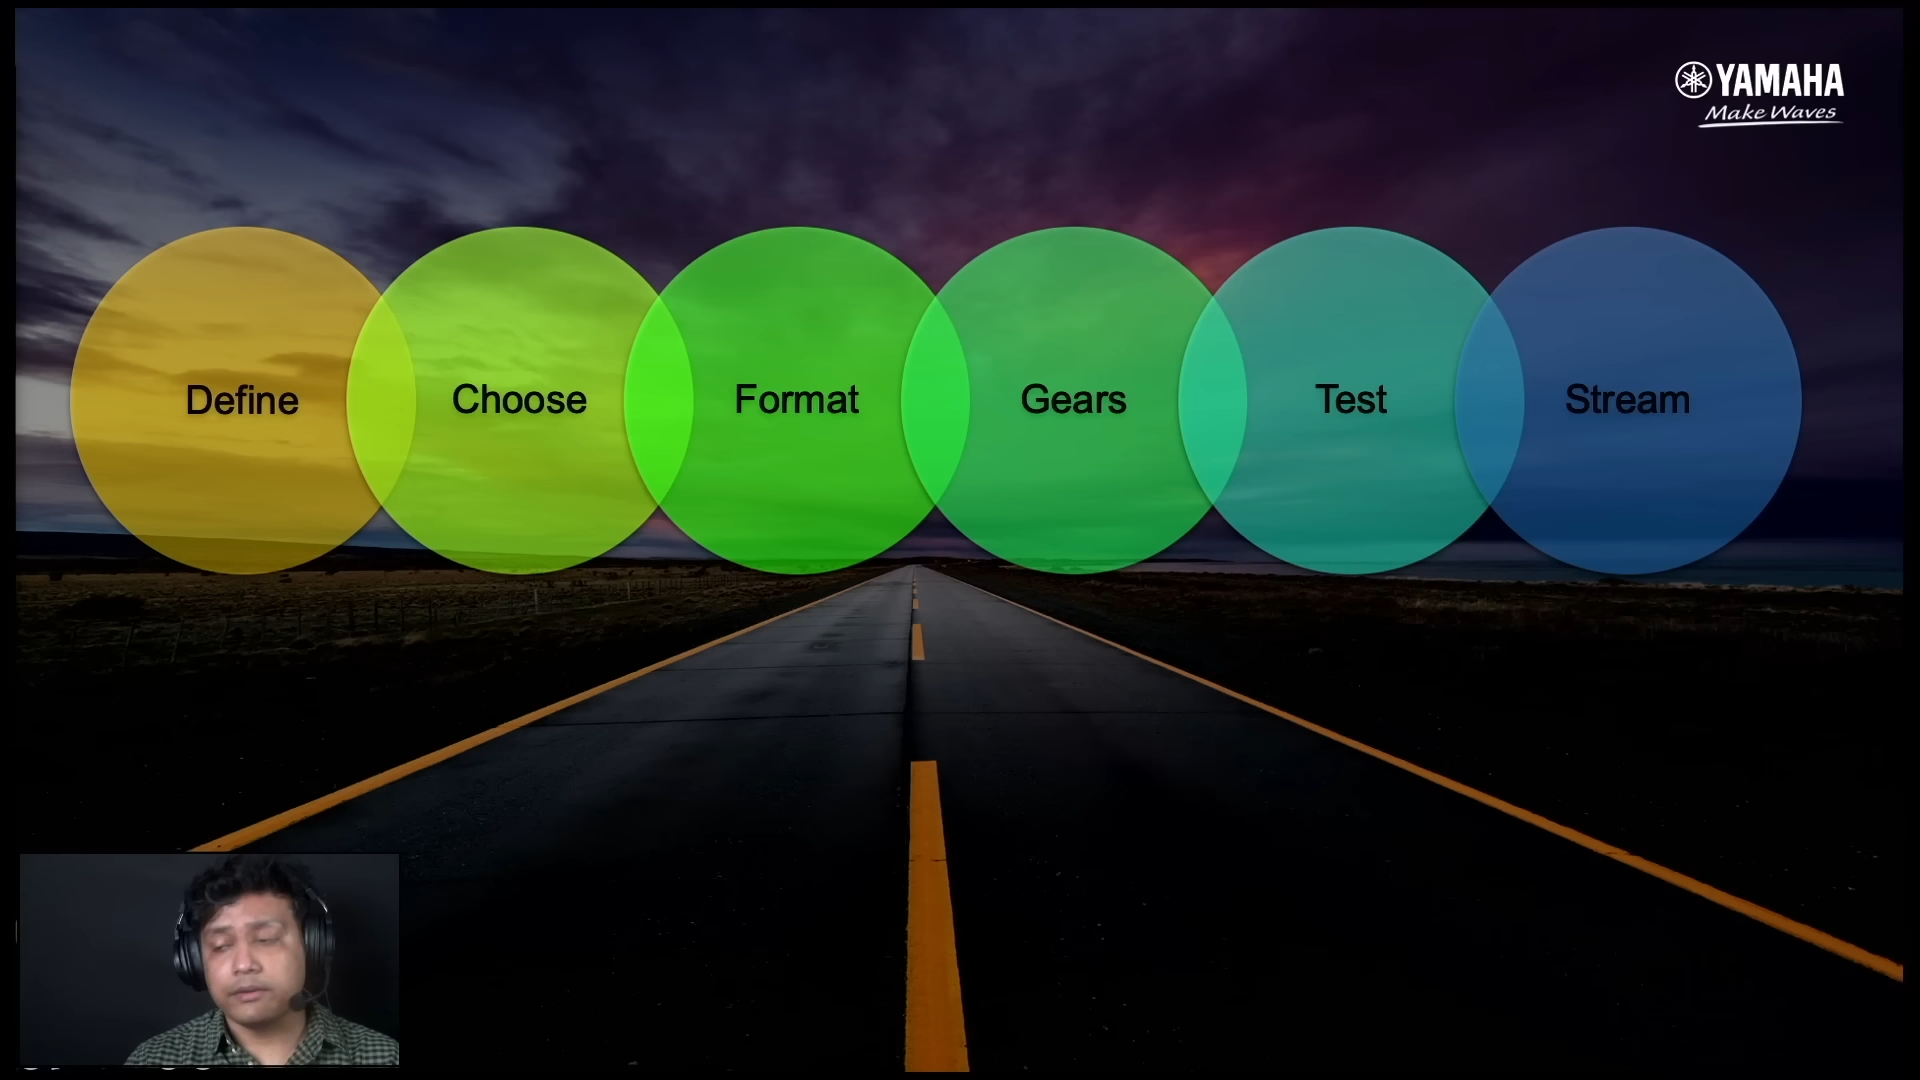 YAMAHA
Make Waves
Define
Choose
Format
Gears
Test
Stream